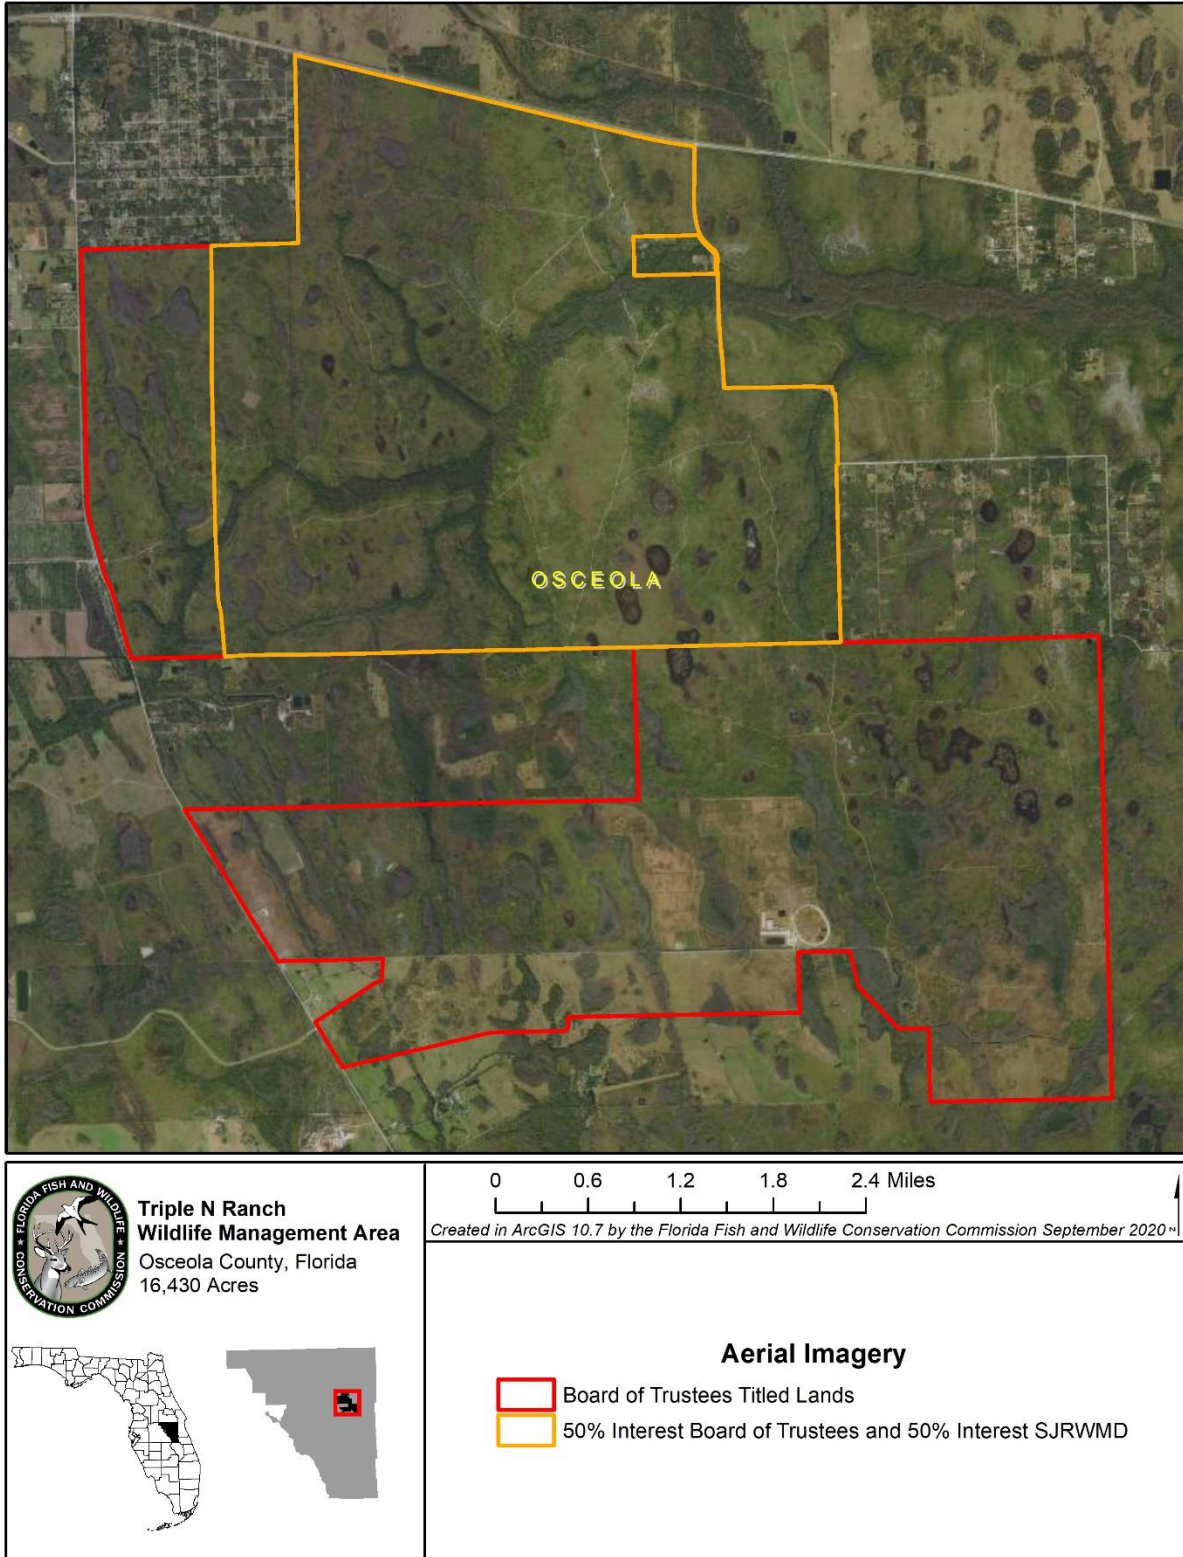 OSCEOLA
FLORIDA FISH AND WILDLIFE
CONSERVATION COMMISSION
Triple N Ranch
Wildlife Management Area
Osceola County, Florida
16,430 Acres
0 0.6 1.2 1.8 2.4 Miles
Created in ArcGIS 10.7 by the Florida Fish and Wildlife Conservation Commission September 2020
N
Aerial Imagery
Board of Trustees Titled Lands
50% Interest Board of Trustees and 50% Interest SJRWMD